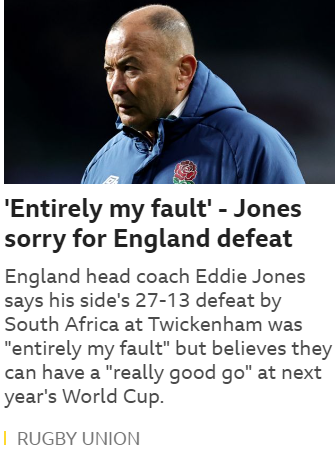 'Entirely my fault' - Jones
sorry for England defeat
England head coach Eddie Jones
says his side's 27-13 defeat by
South Africa at Twickenham was
"entirely my fault" but believes they
can have a "really good go" at next
year's World Cup.
RUGBY UNION